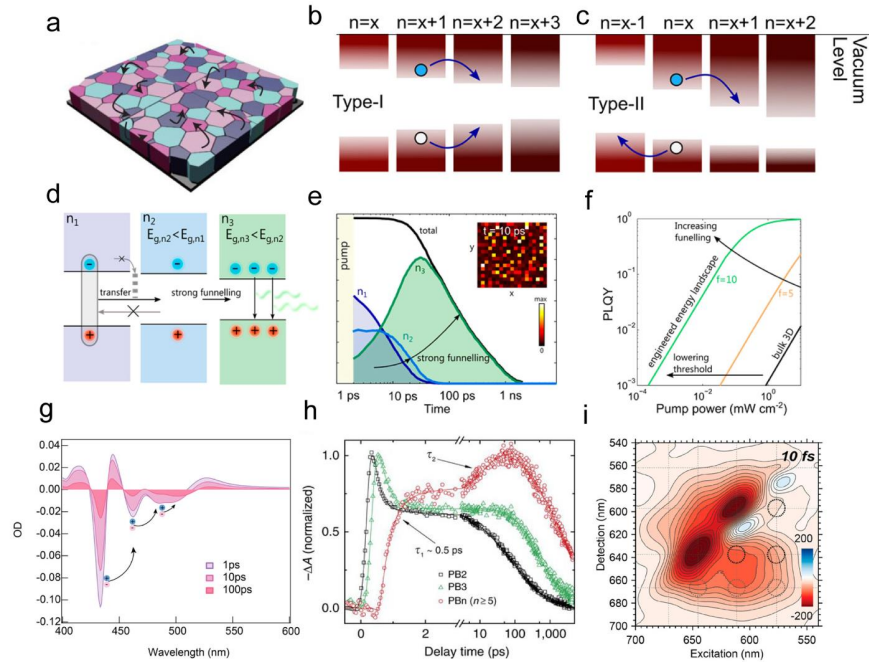 a
b
n=x n=x+1 n=x+2 n=x+3
Type-I
c
n=x-1 n=x n=x+1 n=x+2
Type-II
Vacuum
Level
d
n1 n2 n3
Eg,n2<Eg,n1 Eg,n3<Eg,n2
transfer strong funnelling
e
pump
total
n3
n1
n2
strong funnelling
t = 10 ps
y
x
max
0
1 ps 10 ps 100 ps 1 ns
Time
f
PLQY
10^0
10^-1
10^-2
10^-3
Increasing
funelling
engineered energy landscape
f=10
f=5
bulk 3D
lowering
threshold
10^-4 10^-2 10^0
Pump power (mW cm^-2)
g
OD
0.04
0.02
0.00
-0.02
-0.04
-0.06
-0.08
-0.10
-0.12
1ps
10ps
100ps
400 450 500 550 600
Wavelength (nm)
h
−ΔA (normalized)
1.0
0.5
0.0
τ2
τ1 ~ 0.5 ps
PB2
PB3
PBn (n≥5)
0 2 10 100 1,000
Delay time (ps)
i
Detection (nm)
540
560
580
600
620
640
660
680
700
10 fs
200
-200
700 650 600 550
Excitation (nm)